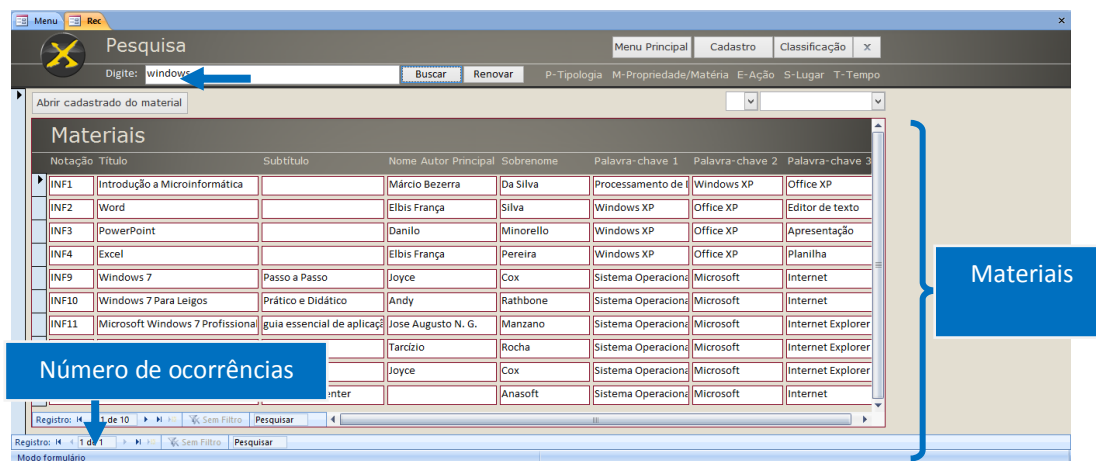 Menu Rec x
Pesquisa Menu Principal Cadastro Classificação x
Digite: windows Buscar Renovar P-Tipologia M-Propriedade/Matéria E-Ação S-Lugar T-Tempo
Abrir cadastrado do material
Materiais
Notação Título Subtítulo Nome Autor Principal Sobrenome Palavra-chave 1 Palavra-chave 2 Palavra-chave 3
INF1 Introdução a Microinformática Márcio Bezerra Da Silva Processamento de Windows XP Office XP
INF2 Word Elbis França Silva Windows XP Office XP Editor de texto
INF3 PowerPoint Danilo Minorello Windows XP Office XP Apresentação
INF4 Excel Elbis França Pereira Windows XP Office XP Planilha
INF9 Windows 7 Passo a Passo Joyce Cox Sistema Operaciona Microsoft Internet
INF10 Windows 7 Para Leigos Prático e Didático Andy Rathbone Sistema Operaciona Microsoft Internet
INF11 Microsoft Windows 7 Profissional guia essencial de aplicaçã Jose Augusto N. G. Manzano Sistema Operaciona Microsoft Internet Explorer
Tarcízio Rocha Sistema Operaciona Microsoft Internet Explorer
Joyce Cox Sistema Operaciona Microsoft Internet Explorer
Anasoft Sistema Operaciona Microsoft Internet
Número de ocorrências
Materiais
Registro: 1 de 10 Sem Filtro Pesquisar
Registro: 1 de 1 Sem Filtro Pesquisar
Modo formulário